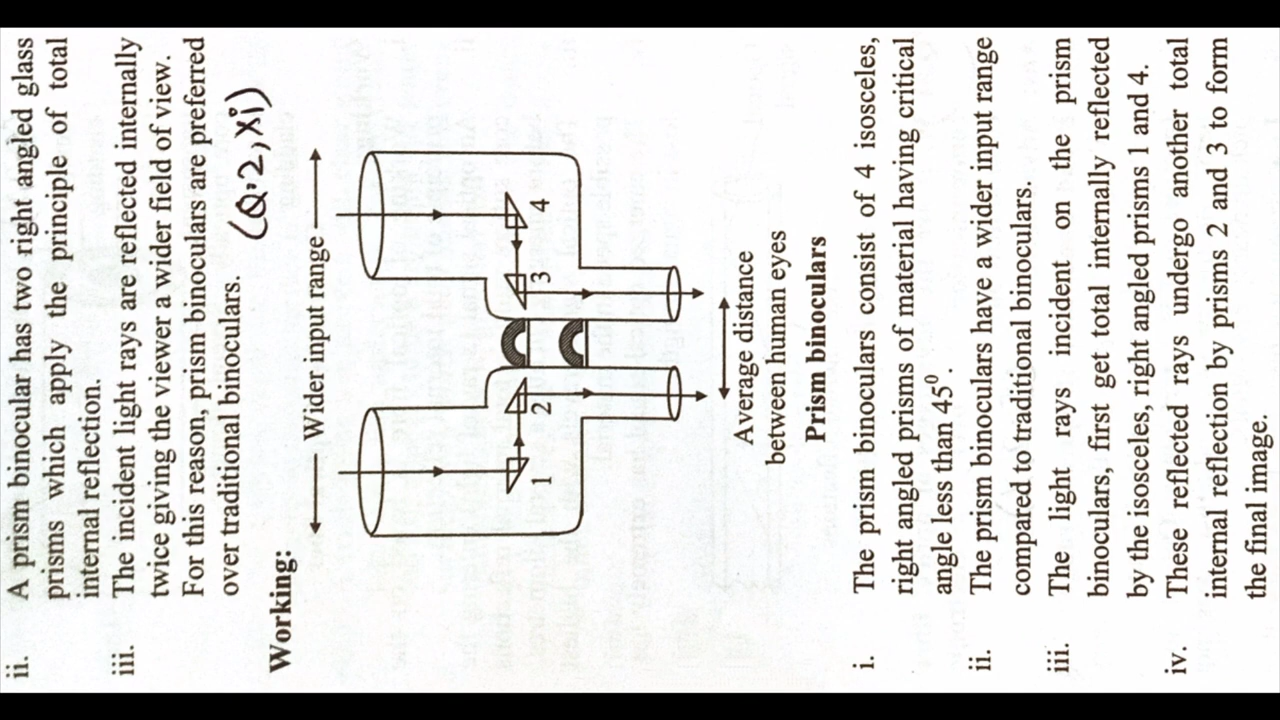 ii. A prism binocular has two right angled glass
prisms which apply the principle of total
internal reflection.
iii. The incident light rays are reflected internally
twice giving the viewer a wider field of view.
For this reason, prism binoculars are preferred
over traditional binoculars.
(Q.2, xi)
Working:
Wider input range
1 2 3 4
Average distance
between human eyes
Prism binoculars
i. The prism binoculars consist of 4 isosceles,
right angled prisms of material having critical
angle less than 45⁰.
ii. The prism binoculars have a wider input range
compared to traditional binoculars.
iii. The light rays incident on the prism
binoculars, first get total internally reflected
by the isosceles, right angled prisms 1 and 4.
iv. These reflected rays undergo another total
internal reflection by prisms 2 and 3 to form
the final image.